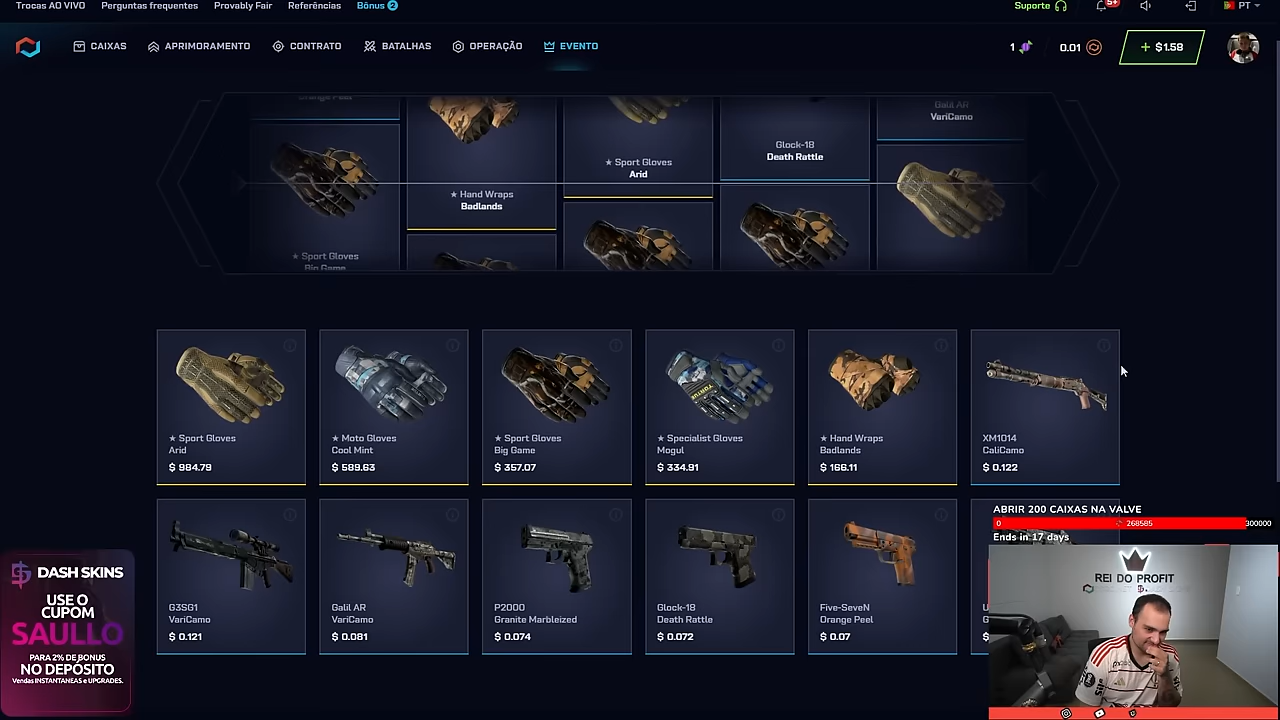 Trocas AO VIVO Perguntas frequentes Provably Fair Referências Bônus 2 Suporte 5+ PT
CAIXAS APRIMORAMENTO CONTRATO BATALHAS OPERAÇÃO EVENTO 1 0.01 + $1.58
Orange Peel
Galil AR
VariCamo
Glock-18
Death Rattle
★ Sport Gloves
Arid
★ Hand Wraps
Badlands
★ Sport Gloves
Big Game
★ Sport Gloves
Arid
$ 984.79
★ Moto Gloves
Cool Mint
$ 589.63
★ Sport Gloves
Big Game
$ 357.07
★ Specialist Gloves
Mogul
$ 334.91
★ Hand Wraps
Badlands
$ 166.11
XM1014
CaliCamo
$ 0.122
G3SG1
VariCamo
$ 0.121
Galil AR
VariCamo
$ 0.081
P2000
Granite Marbleized
$ 0.074
Glock-18
Death Rattle
$ 0.072
Five-SeveN
Orange Peel
$ 0.07
$
ABRIR 200 CAIXAS NA VALVE
0 268585 300000
Ends in 17 days
REI DO PROFIT
DASH SKINS
USE O
CUPOM
SAULLO
PARA 2% DE BONUS
NO DEPÓSITO
Vendas INSTANTANEAS e UPGRADES.